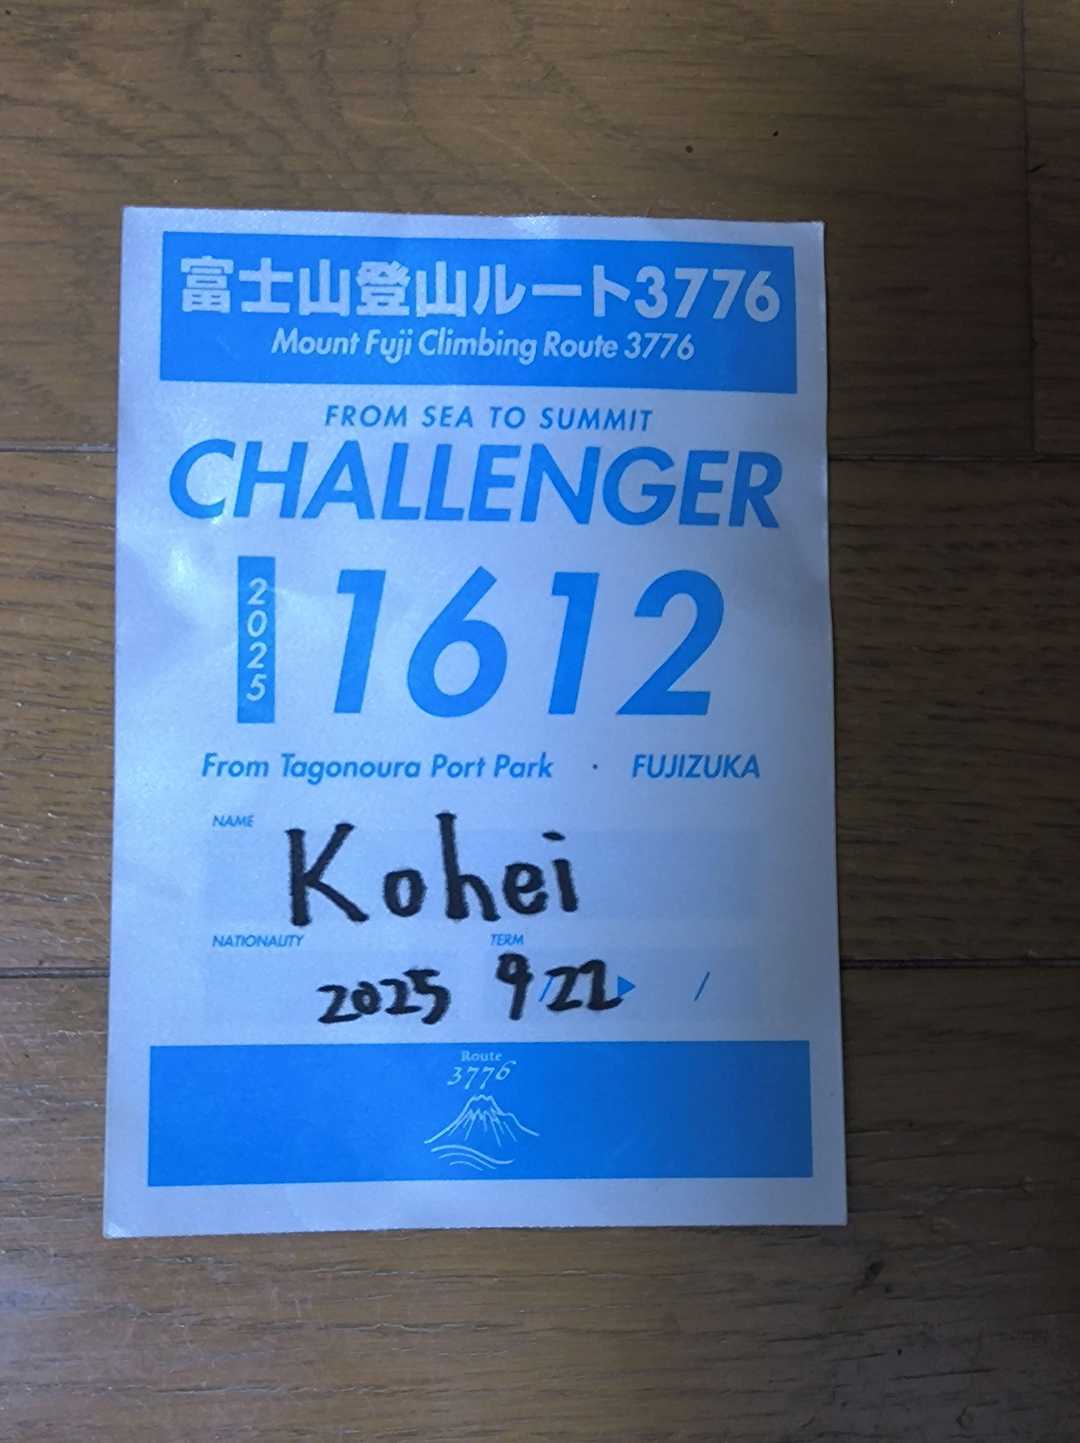 富士山登山ルート3776
Mount Fuji Climbing Route 3776
FROM SEA TO SUMMIT
CHALLENGER
2025
1612
From Tagonoura Port Park ・ FUJIZUKA
NAME
Kohei
NATIONALITY TERM
2025 9/22▶ /
Route
3776